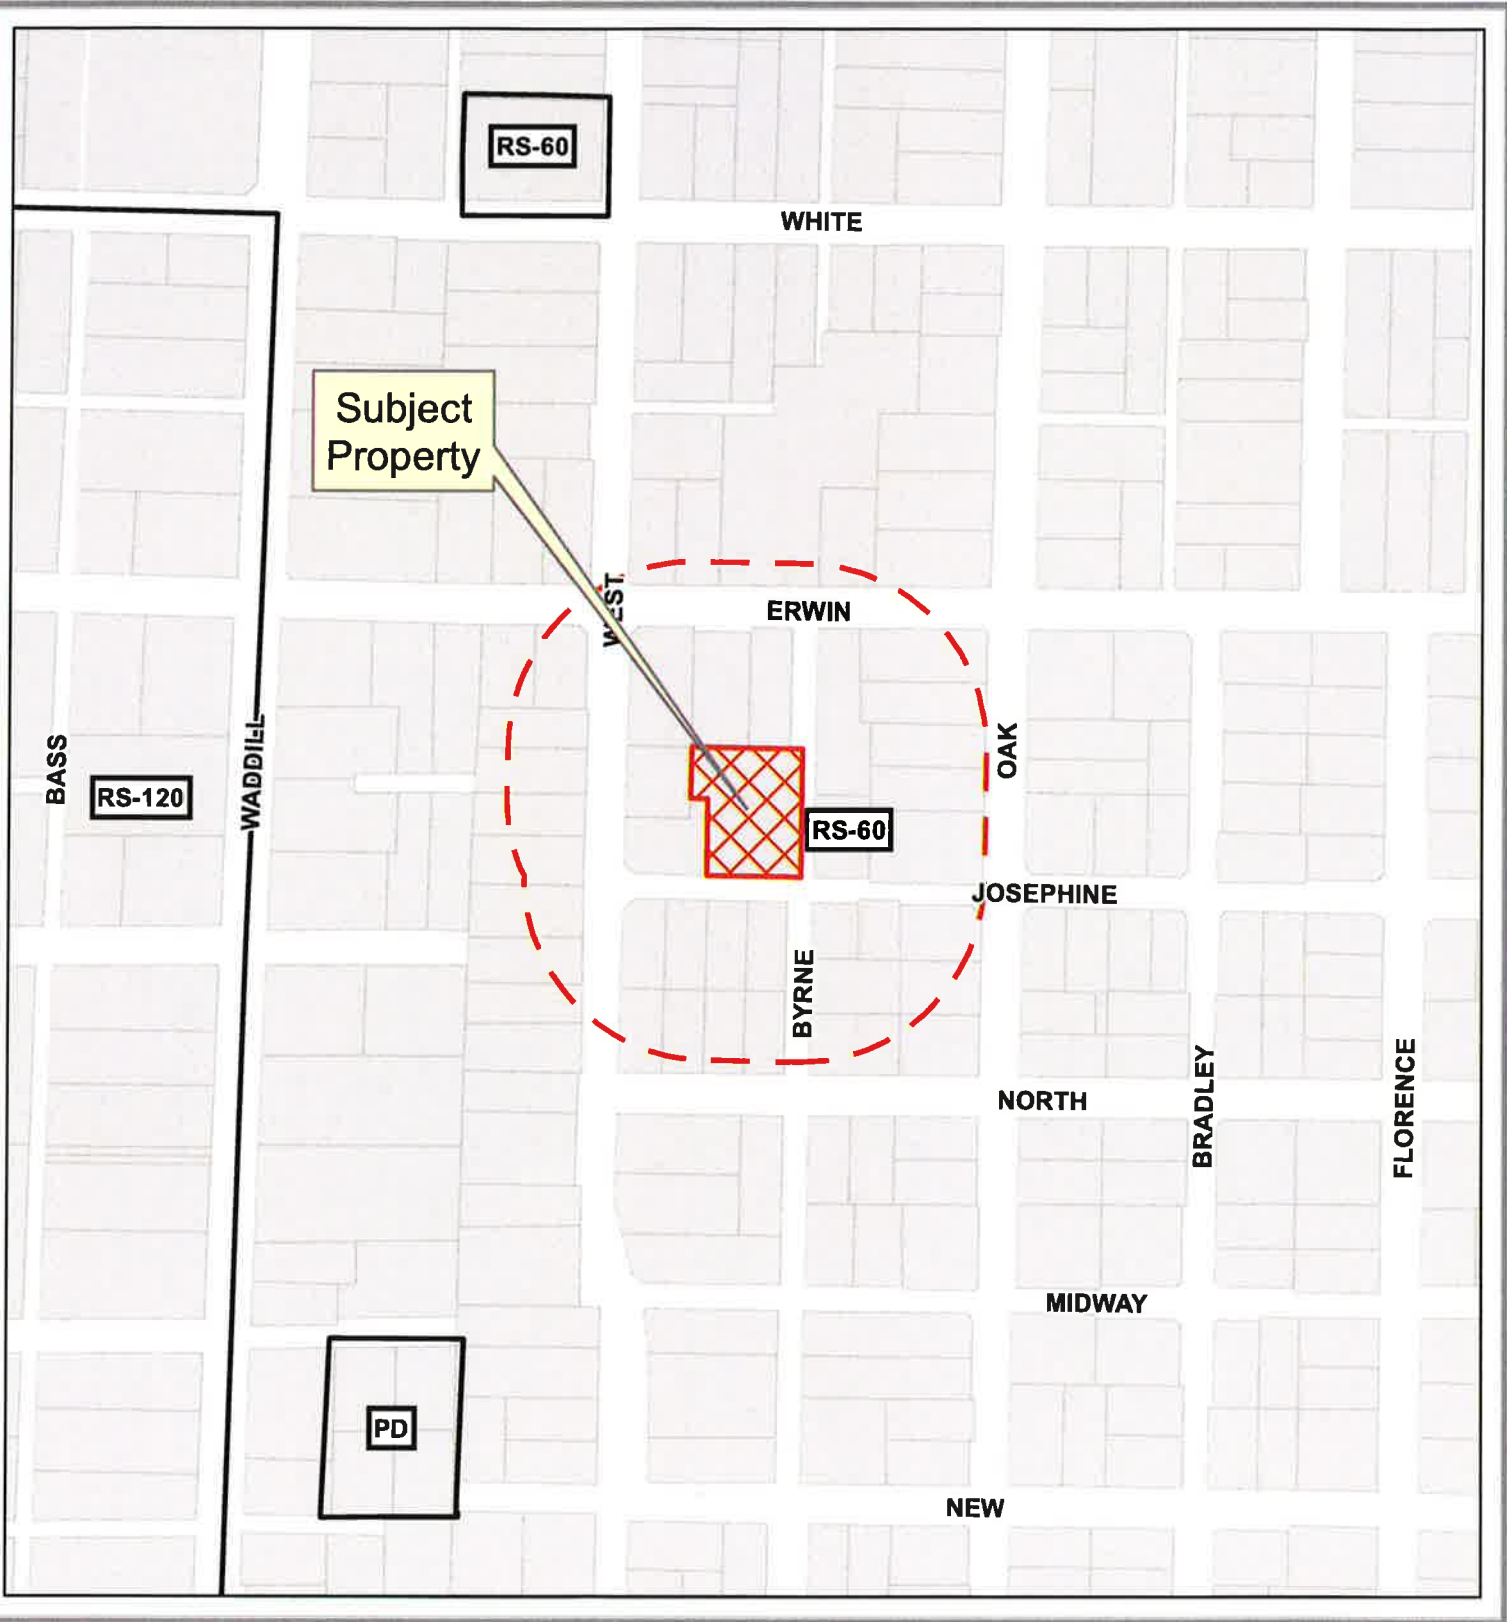 RS-60
WHITE
Subject
Property
WEST
ERWIN
OAK
BASS
WADDILL
RS-120
RS-60
JOSEPHINE
BYRNE
NORTH
BRADLEY
FLORENCE
MIDWAY
PD
NEW